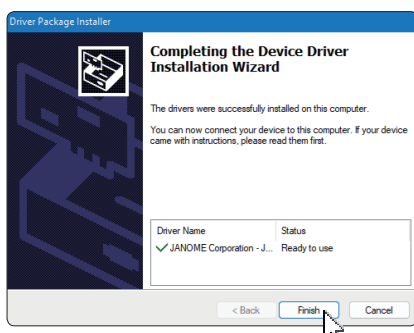 Driver Package Installer
Completing the Device Driver
Installation Wizard
The drivers were successfully installed on this computer.
You can now connect your device to this computer. If your device
came with instructions, please read them first.
Driver Name Status
JANOME Corporation - J... Ready to use
< Back Finish Cancel